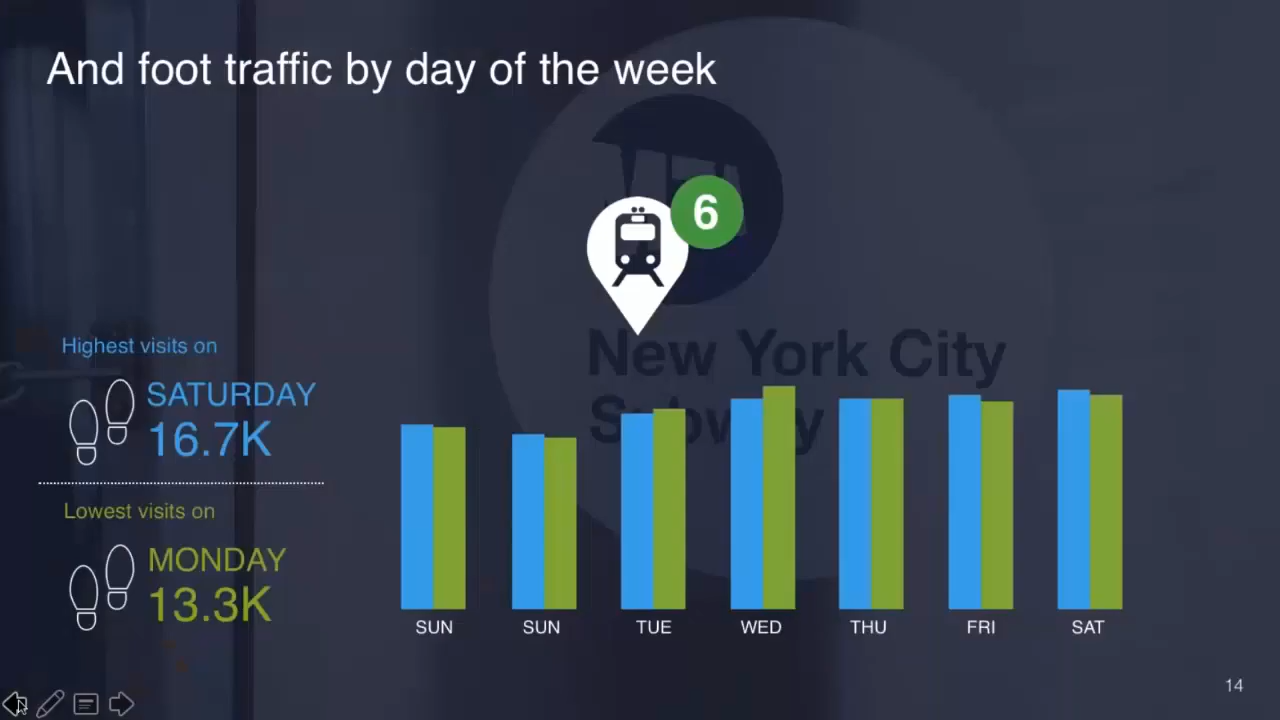 And foot traffic by day of the week
6
New York City
Subway
Highest visits on
SATURDAY
16.7K
Lowest visits on
MONDAY
13.3K
SUN SUN TUE WED THU FRI SAT
14